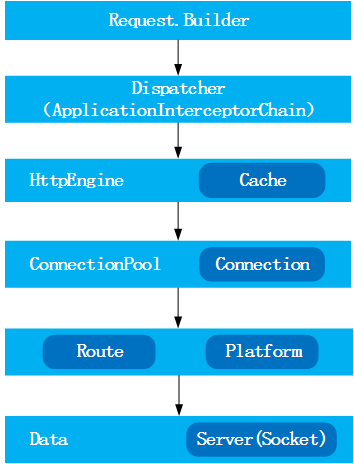 Request.Builder
Dispatcher
(ApplicationInterceptorChain)
HttpEngine Cache
ConnectionPool Connection
Route Platform
Data Server(Socket)